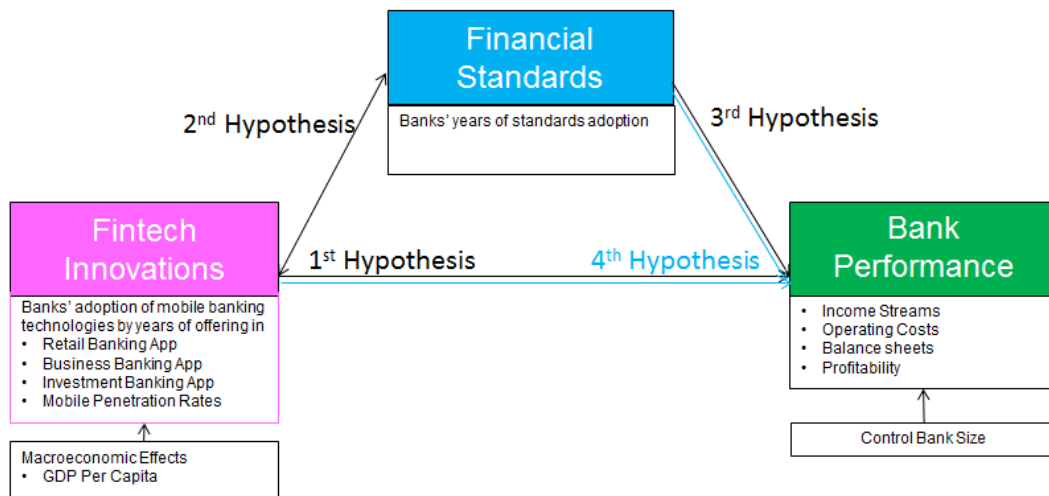 Financial
Standards
Banks' years of standards adoption
2nd Hypothesis
3rd Hypothesis
Fintech
Innovations
Banks' adoption of mobile banking
technologies by years of offering in
• Retail Banking App
• Business Banking App
• Investment Banking App
• Mobile Penetration Rates
1st Hypothesis
4th Hypothesis
Bank
Performance
• Income Streams
• Operating Costs
• Balance sheets
• Profitability
Macroeconomic Effects
• GDP Per Capita
Control Bank Size